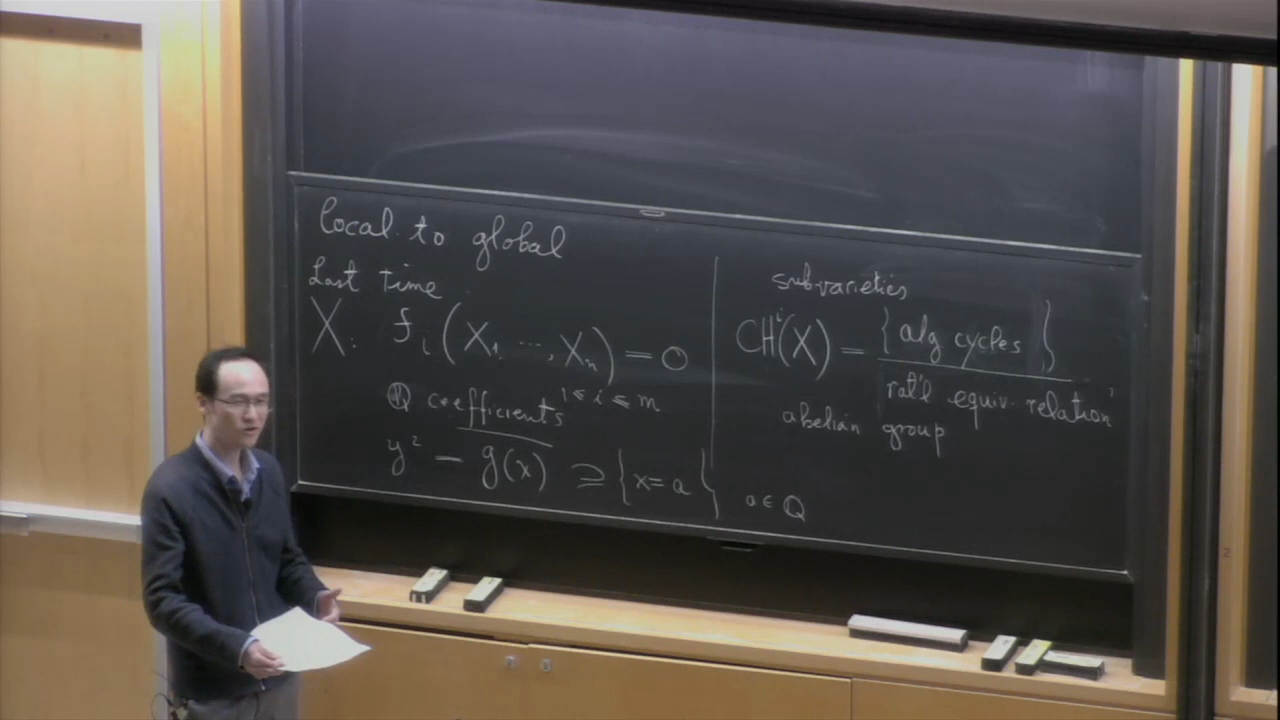 local to global
Last time
X: f_i(X_1, ..., X_n) = 0
1 ≤ i ≤ m
Q coefficients
y² - g(x) ⊇ {x = a} a ∈ Q
subvarieties
CH^i(X) = {alg cycles}
rat'l equiv. relation
abelian group
2